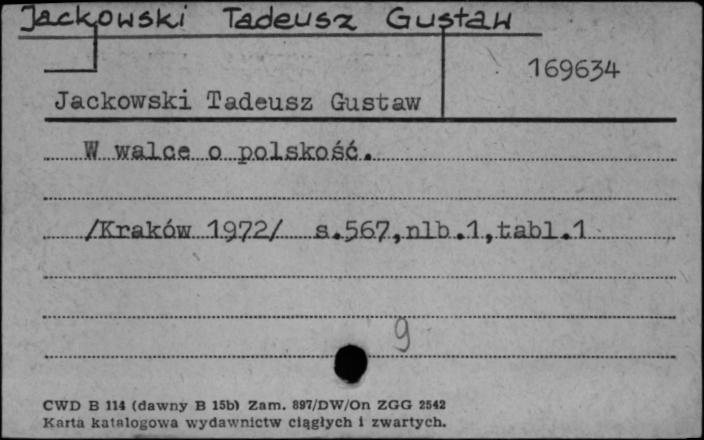 Jackowski Tadeusz Gustaw
169634
Jackowski Tadeusz Gustaw
W walce o polskość.
/Kraków 1972/ s.567,nlb.1,tabl.1
9
CWD B 114 (dawny B 15b) Zam. 897/DW/On ZGG 2542
Karta katalogowa wydawnictw ciągłych i zwartych.